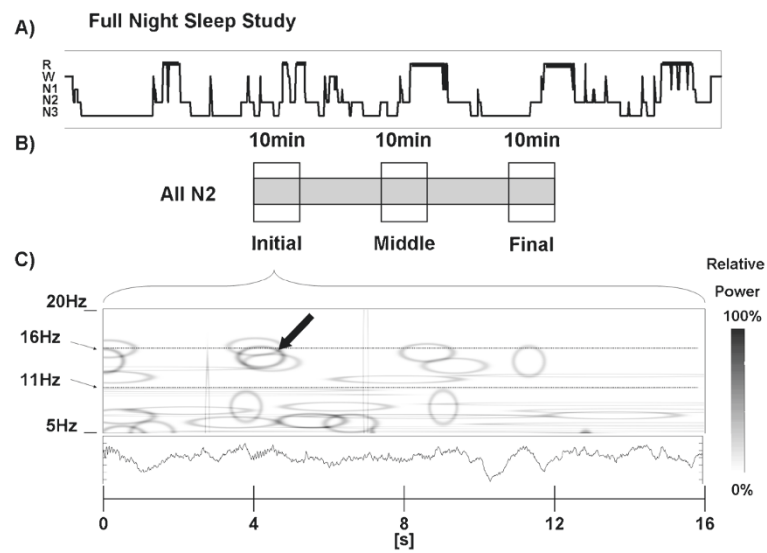 A) Full Night Sleep Study
R
W
N1
N2
N3
B) 10min 10min 10min
All N2
Initial Middle Final
C) Relative
Power
20Hz
100%
16Hz
11Hz
5Hz
0%
0 4 8 12 16
[s]